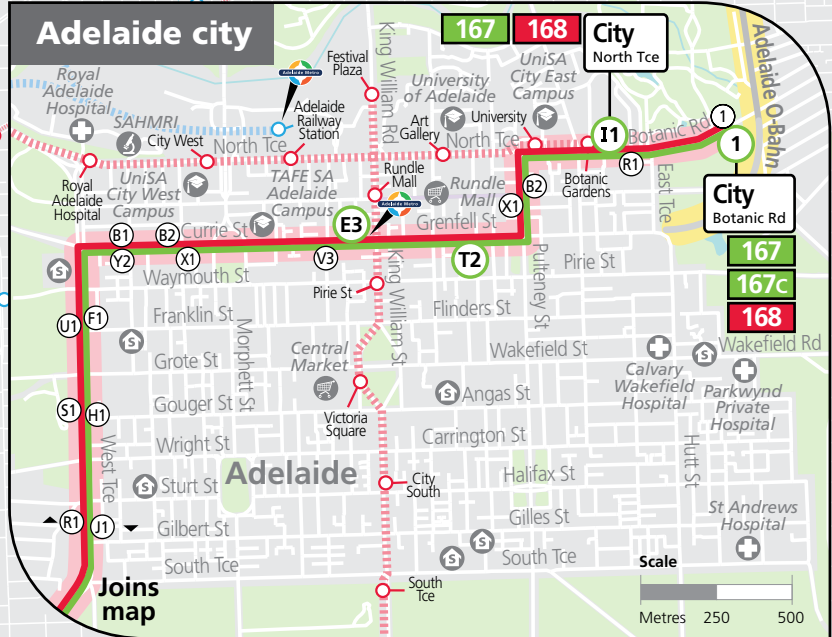 Adelaide city
167
168
City
North Tce
Festival
Plaza
King William Rd
Adelaide Metro
Royal
Adelaide
Hospital
Adelaide
Railway
Station
University
of Adelaide
UniSA
City East
Campus
Adelaide O-Bahn
SAHMRI
City West
North Tce
Art
Gallery
North Tce
University
I1
Botanic Rd
1
1
Royal
Adelaide
Hospital
UniSA
City West
Campus
TAFE SA
Adelaide
Campus
Rundle
Mall
Rundle
Mall
Botanic
Gardens
R1
East Tce
City
Botanic Rd
167
167C
168
Adelaide Metro
B2
X1
B1
B2
Currie St
E3
Grenfell St
Y2
X1
V3
T2
Waymouth St
King William St
Pulteney St
Pirie St
Pirie St
U1
F1
Franklin St
Flinders St
Morphett St
Grote St
Central
Market
Wakefield St
Wakefield Rd
Calvary
Wakefield
Hospital
Parkwynd
Private
Hospital
S1
H1
Gouger St
Angas St
Victoria
Square
West Tce
Wright St
Carrington St
Hutt St
Adelaide
Sturt St
City
South
Halifax St
R1
J1
Gilbert St
Gilles St
St Andrews
Hospital
South Tce
South Tce
Joins
map
South
Tce
Scale
Metres 250 500
S
S
S
S
S
S
S